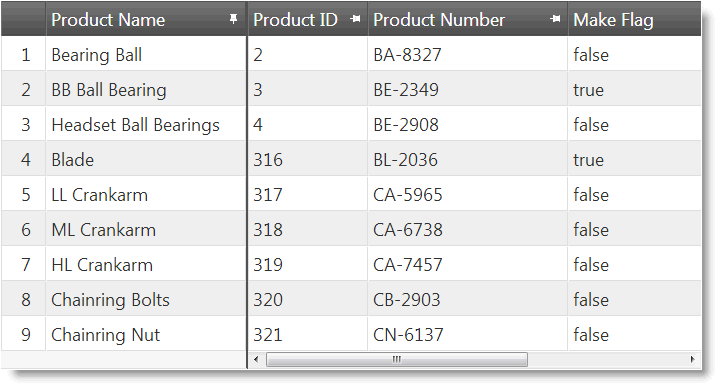 Product Name Product ID Product Number Make Flag
1 Bearing Ball 2 BA-8327 false
2 BB Ball Bearing 3 BE-2349 true
3 Headset Ball Bearings 4 BE-2908 false
4 Blade 316 BL-2036 true
5 LL Crankarm 317 CA-5965 false
6 ML Crankarm 318 CA-6738 false
7 HL Crankarm 319 CA-7457 false
8 Chainring Bolts 320 CB-2903 false
9 Chainring Nut 321 CN-6137 false